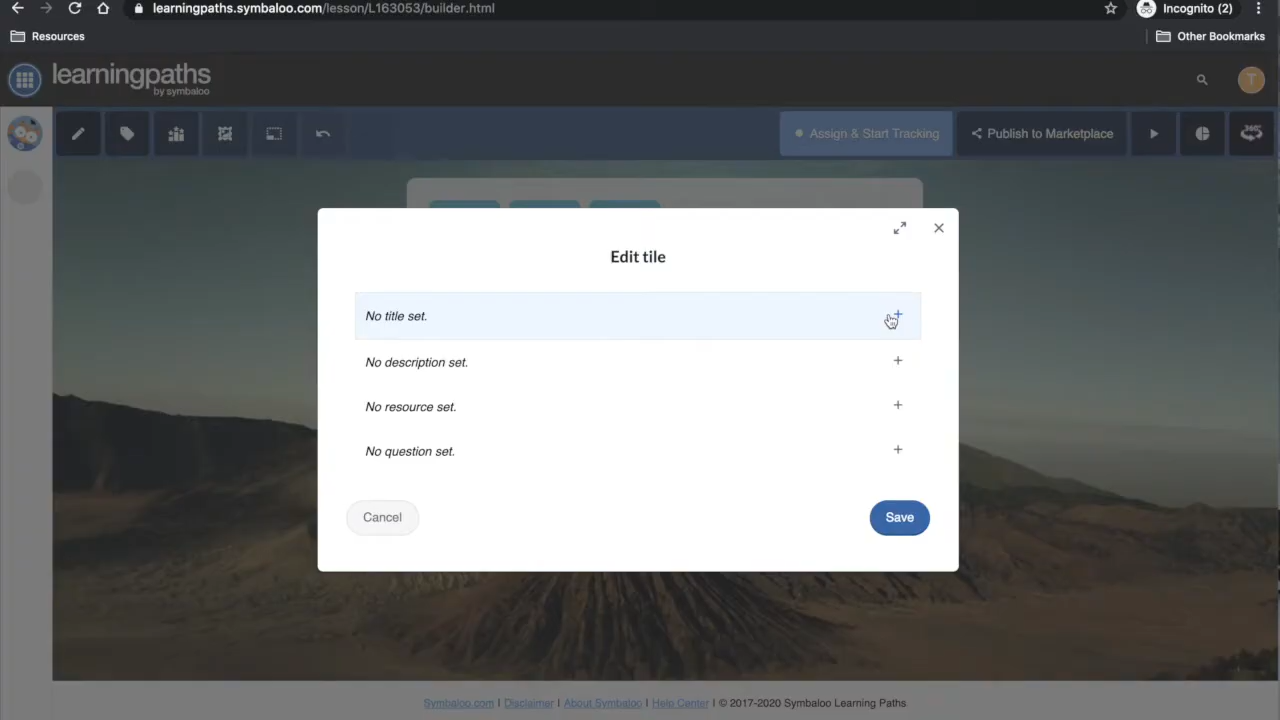 learningpaths.symbaloo.com/lesson/L163053/builder.html
Incognito (2)
Resources
Other Bookmarks
learningpaths
by symbaloo
T
Assign & Start Tracking
Publish to Marketplace
365
Edit tile
No title set.
No description set.
No resource set.
No question set.
Cancel
Save
Symbaloo.com | Disclaimer | About Symbaloo | Help Center | © 2017-2020 Symbaloo Learning Paths